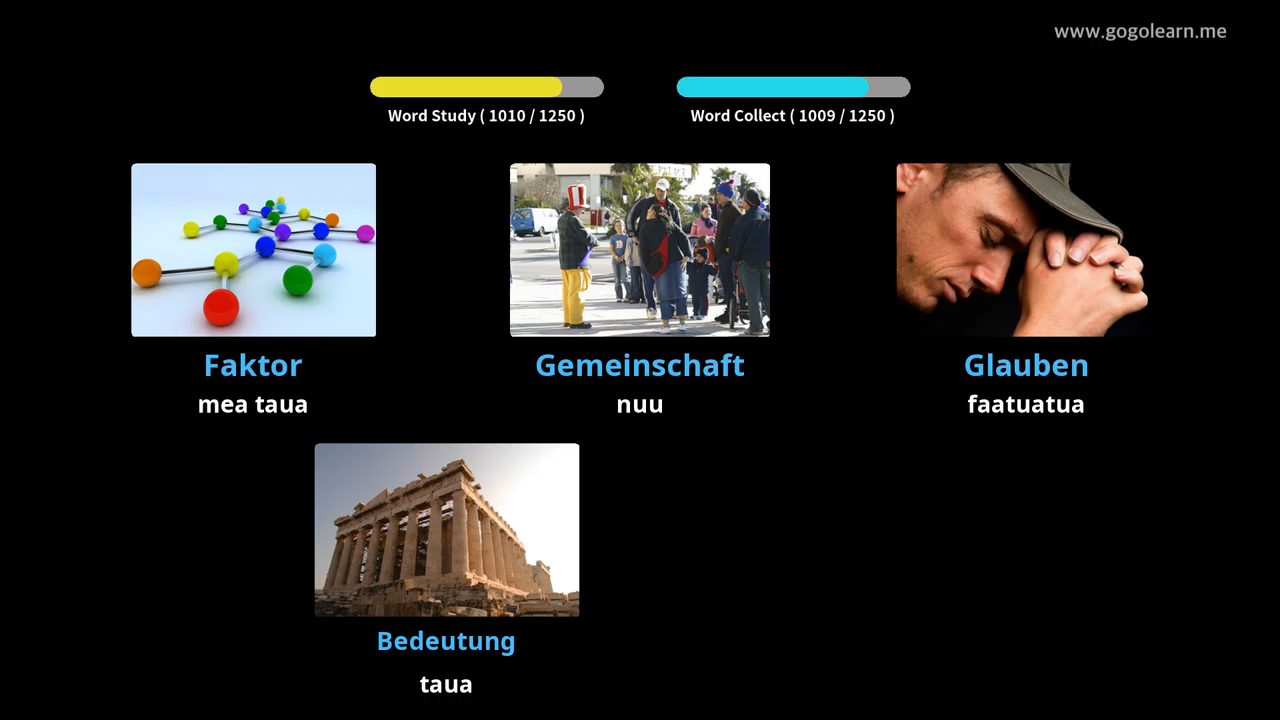 www.gogolearn.me
Word Study ( 1010 / 1250 )
Word Collect ( 1009 / 1250 )
Faktor
mea taua
Gemeinschaft
nuu
Glauben
faatuatua
Bedeutung
taua